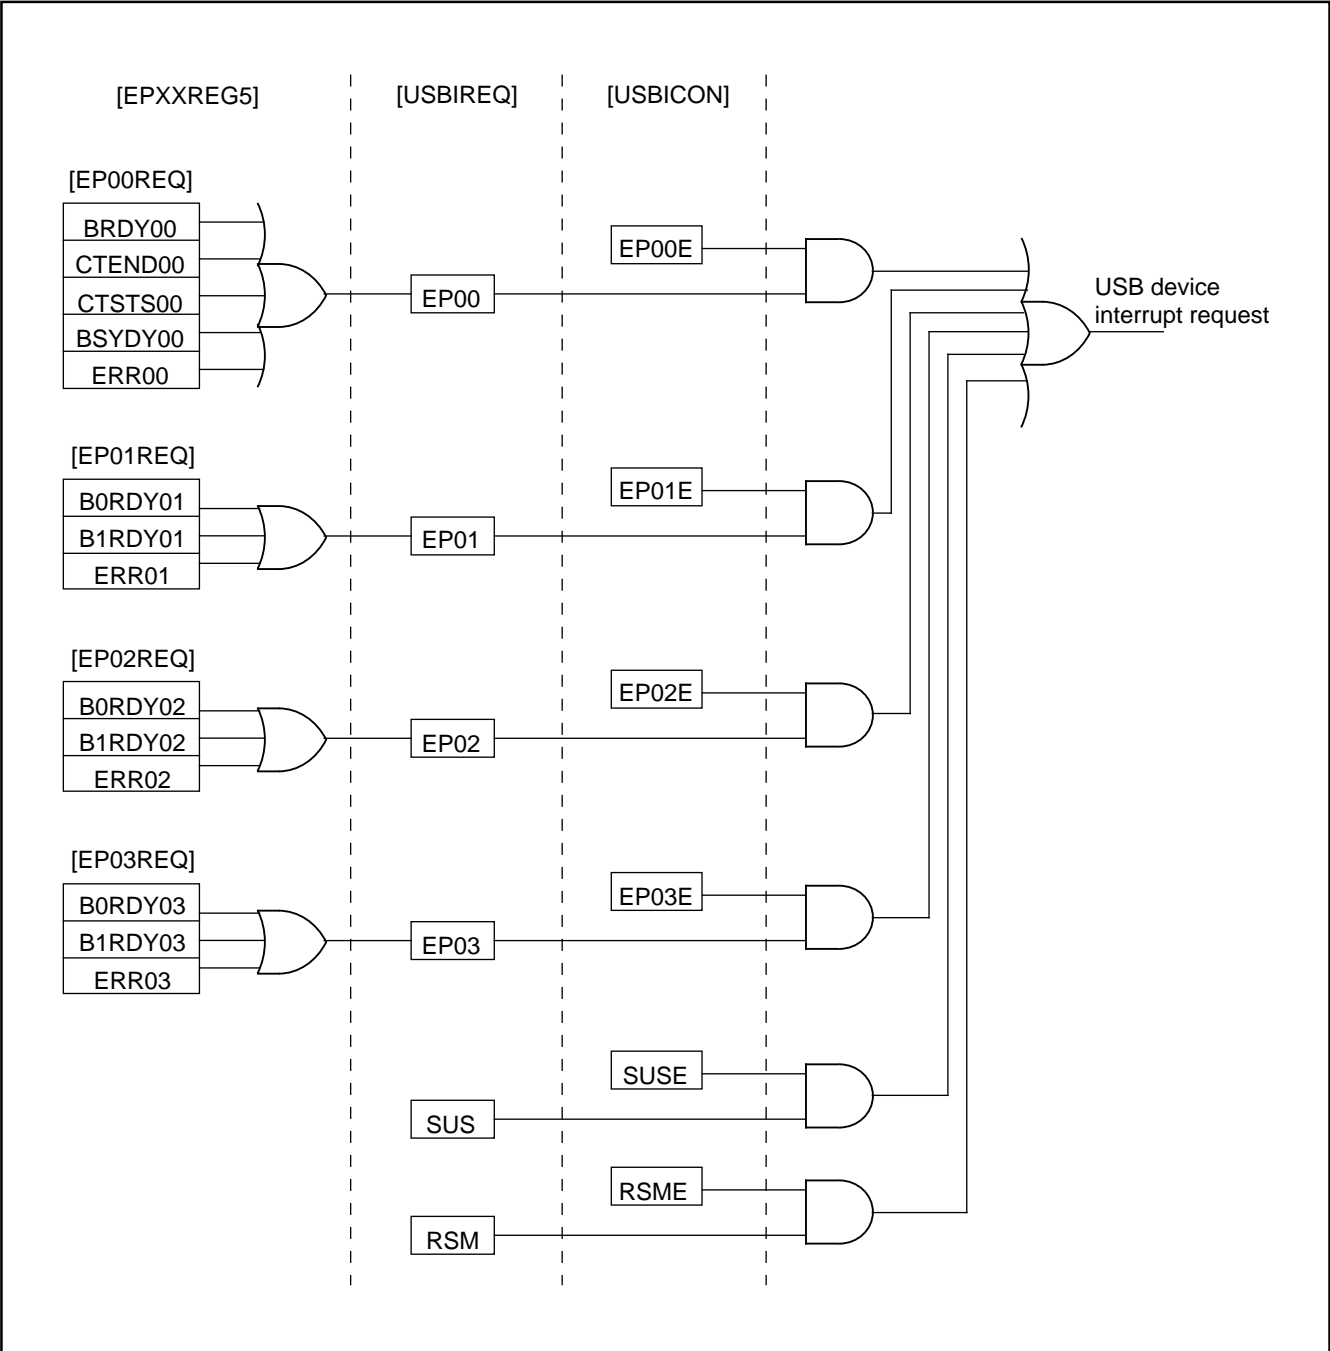 [EPXXREG5]
[USBIREQ]
[USBICON]
[EP00REQ]
BRDY00
CTEND00
CTSTS00
BSYDY00
ERR00
EP00
EP00E
USB device
interrupt request
[EP01REQ]
B0RDY01
B1RDY01
ERR01
EP01
EP01E
[EP02REQ]
B0RDY02
B1RDY02
ERR02
EP02
EP02E
[EP03REQ]
B0RDY03
B1RDY03
ERR03
EP03
EP03E
SUSE
SUS
RSME
RSM